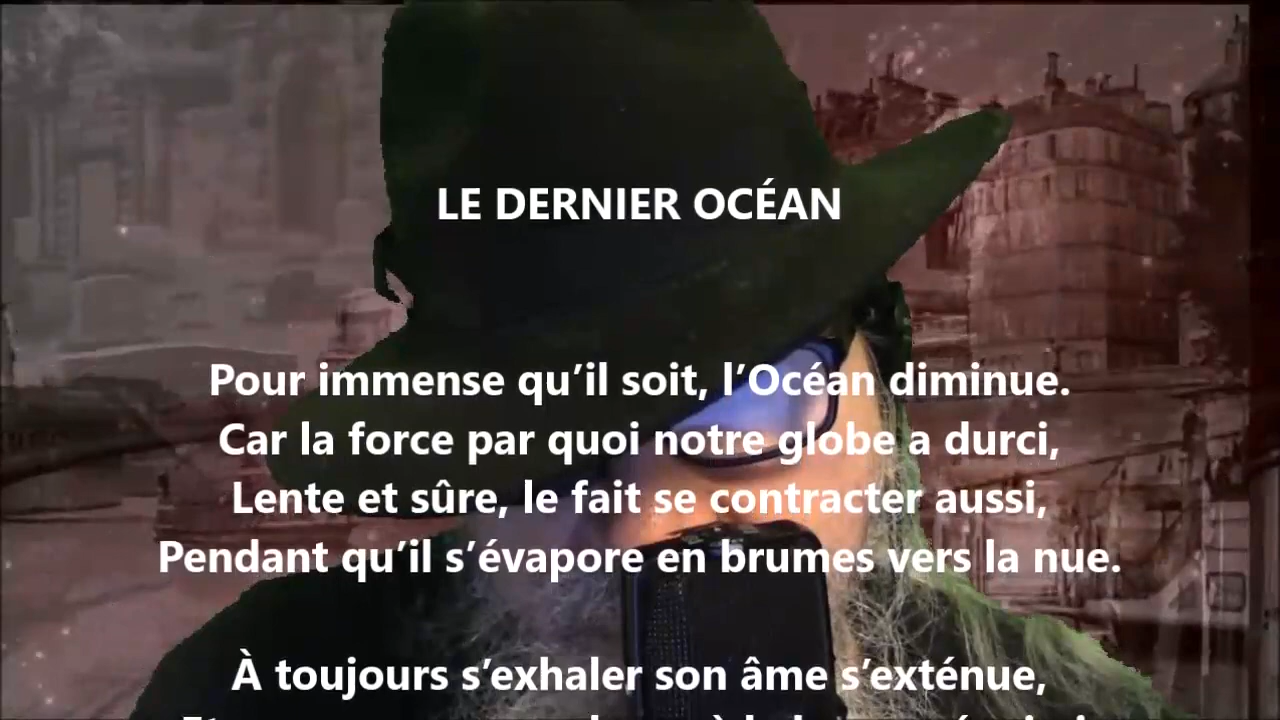 LE DERNIER OCÉAN
Pour immense qu’il soit, l’Océan diminue.
Car la force par quoi notre globe a durci,
Lente et sûre, le fait se contracter aussi,
Pendant qu’il s’évapore en brumes vers la nue.
À toujours s’exhaler son âme s’exténue,